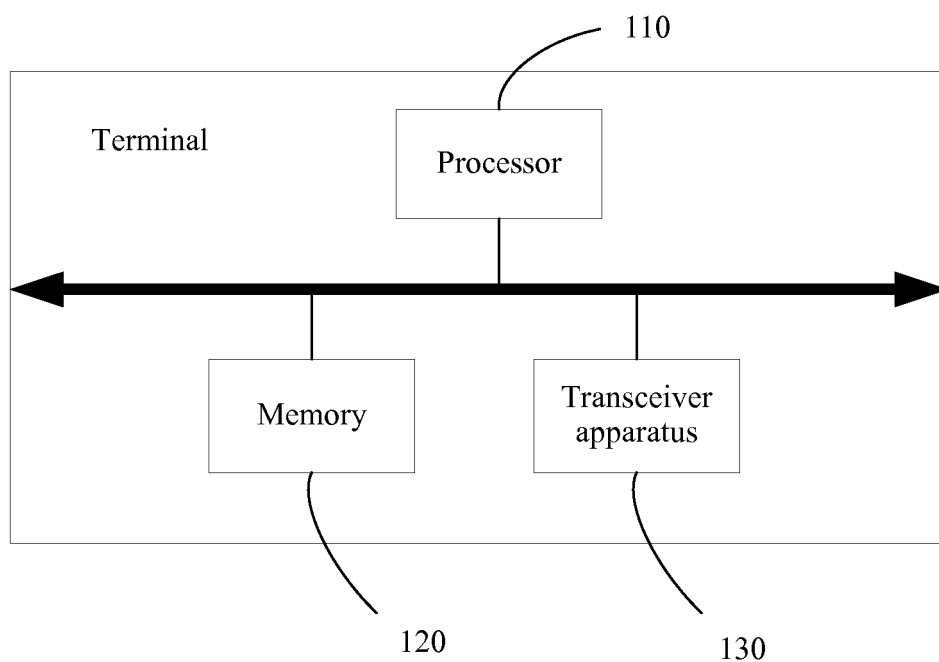 110
Terminal
Processor
Memory
Transceiver
apparatus
120
130